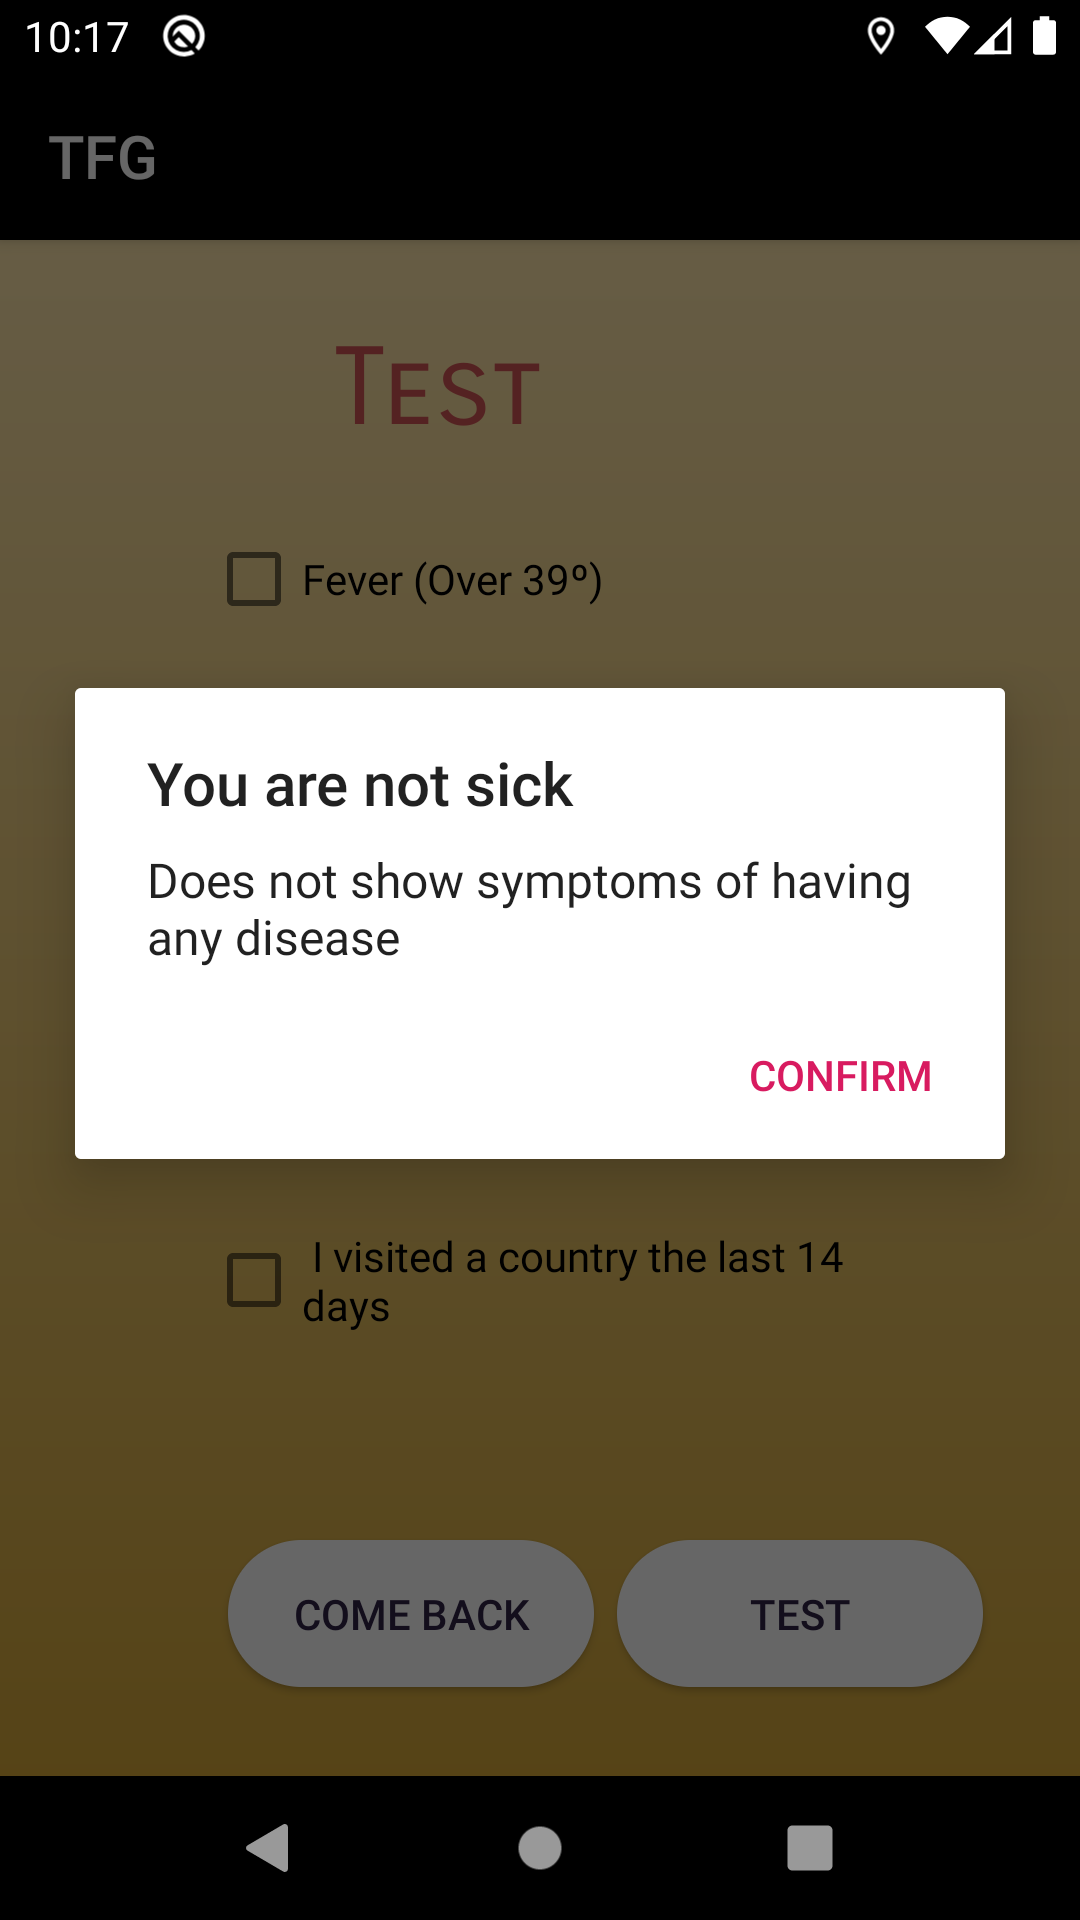 10:17
TFG
Test
Fever (Over 39º)
You are not sick
Does not show symptoms of having
any disease
CONFIRM
I visited a country the last 14
days
COME BACK
TEST